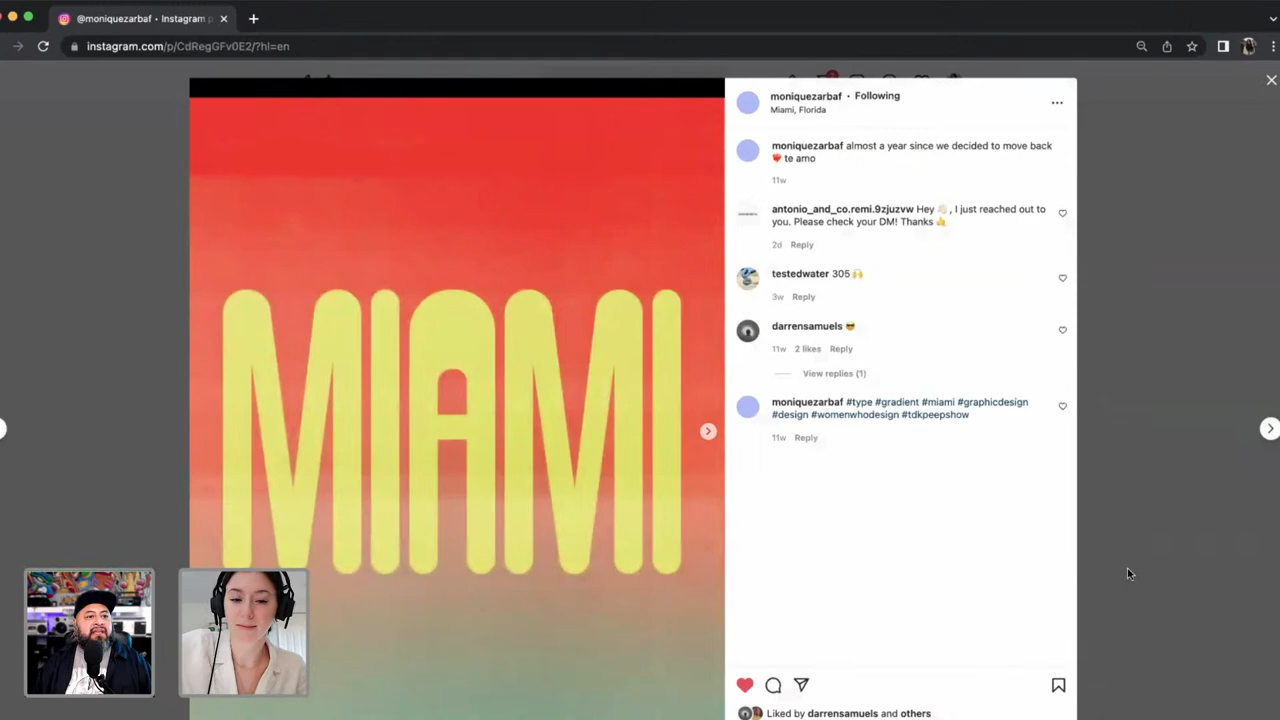 @moniquezarbaf • Instagram p
instagram.com/p/CdRegGFv0E2/?hl=en
MIAMI
moniquezarbaf • Following
Miami, Florida
moniquezarbaf almost a year since we decided to move back
❤️ te amo
11w
antonio_and_co.remi.9zjuzvw Hey 👋🏻, I just reached out to
you. Please check your DM! Thanks 🤙
2d Reply
testedwater 305 🙌
3w Reply
darrensamuels 😎
11w 2 likes Reply
View replies (1)
moniquezarbaf #type #gradient #miami #graphicdesign
#design #womenwhodesign #tdkpeepshow
11w Reply
Liked by darrensamuels and others